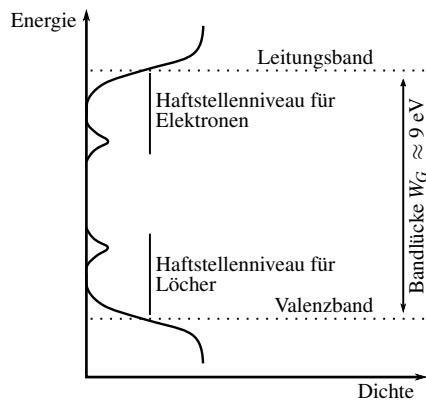 Energie
Leitungsband
Haftstellenniveau für
Elektronen
Bandlücke W_G ≈ 9 eV
Haftstellenniveau für
Löcher
Valenzband
Dichte